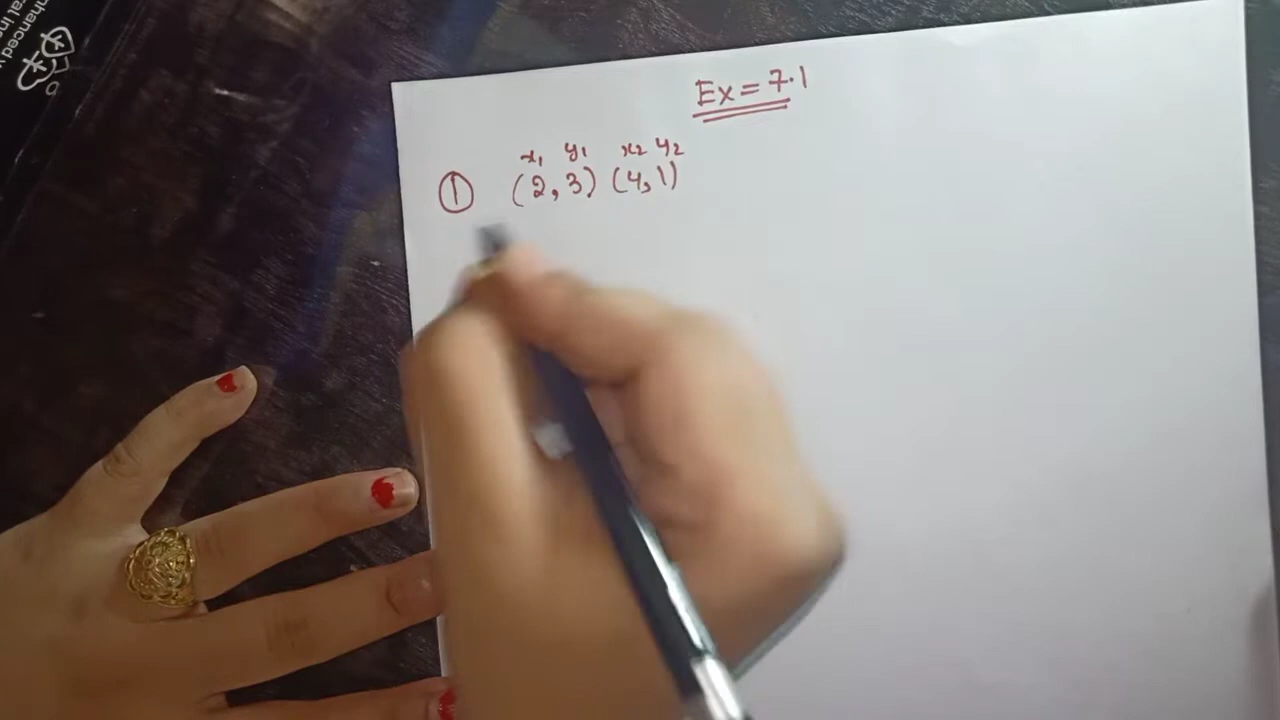 Ex = 7.1
x₁ y₁ x₂ y₂
① (2, 3) (4, 1)